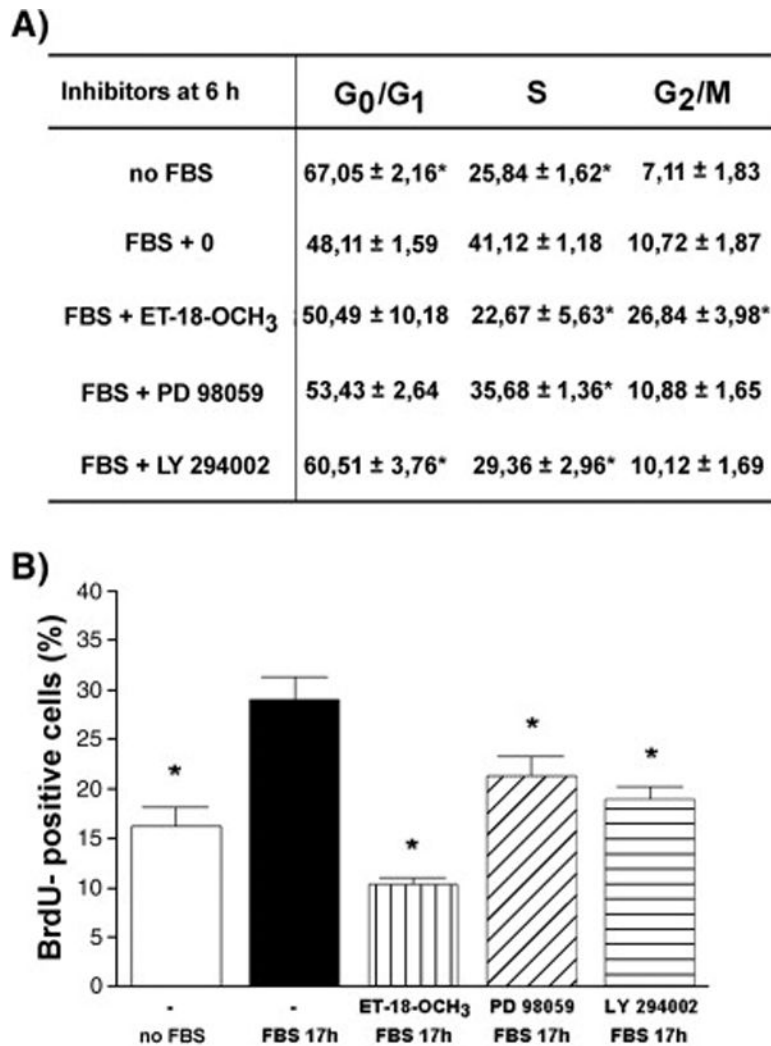 A)
Inhibitors at 6 h G0/G1 S G2/M
no FBS 67,05 ± 2,16* 25,84 ± 1,62* 7,11 ± 1,83
FBS + 0 48,11 ± 1,59 41,12 ± 1,18 10,72 ± 1,87
FBS + ET-18-OCH3 50,49 ± 10,18 22,67 ± 5,63* 26,84 ± 3,98*
FBS + PD 98059 53,43 ± 2,64 35,68 ± 1,36* 10,88 ± 1,65
FBS + LY 294002 60,51 ± 3,76* 29,36 ± 2,96* 10,12 ± 1,69
B)
BrdU- positive cells (%)
40
35
30
25
20
15
10
5
0
* * * *
- - ET-18-OCH3 PD 98059 LY 294002
no FBS FBS 17h FBS 17h FBS 17h FBS 17h